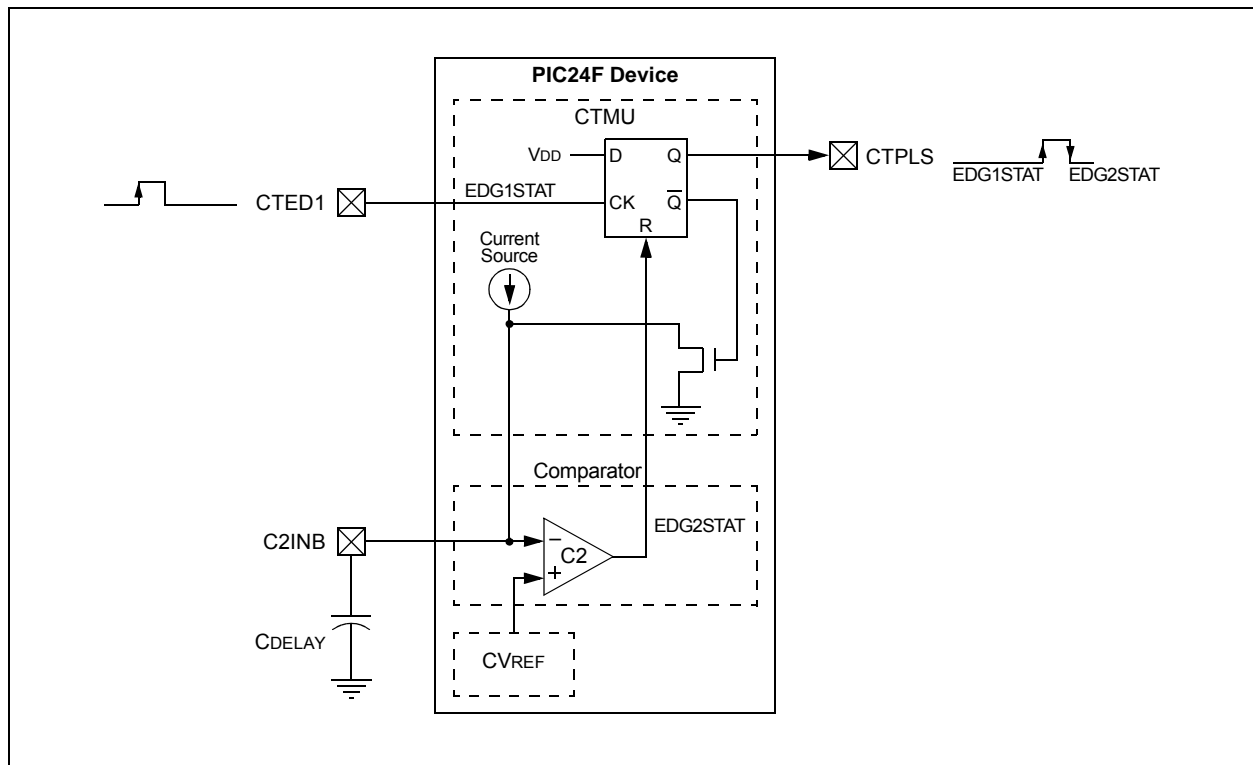 PIC24F Device
CTMU
VDD
D
Q
CTPLS
EDG1STAT
EDG2STAT
CTED1
EDG1STAT
CK
Q
R
Current
Source
Comparator
C2INB
EDG2STAT
−
C2
+
CDELAY
CVREF